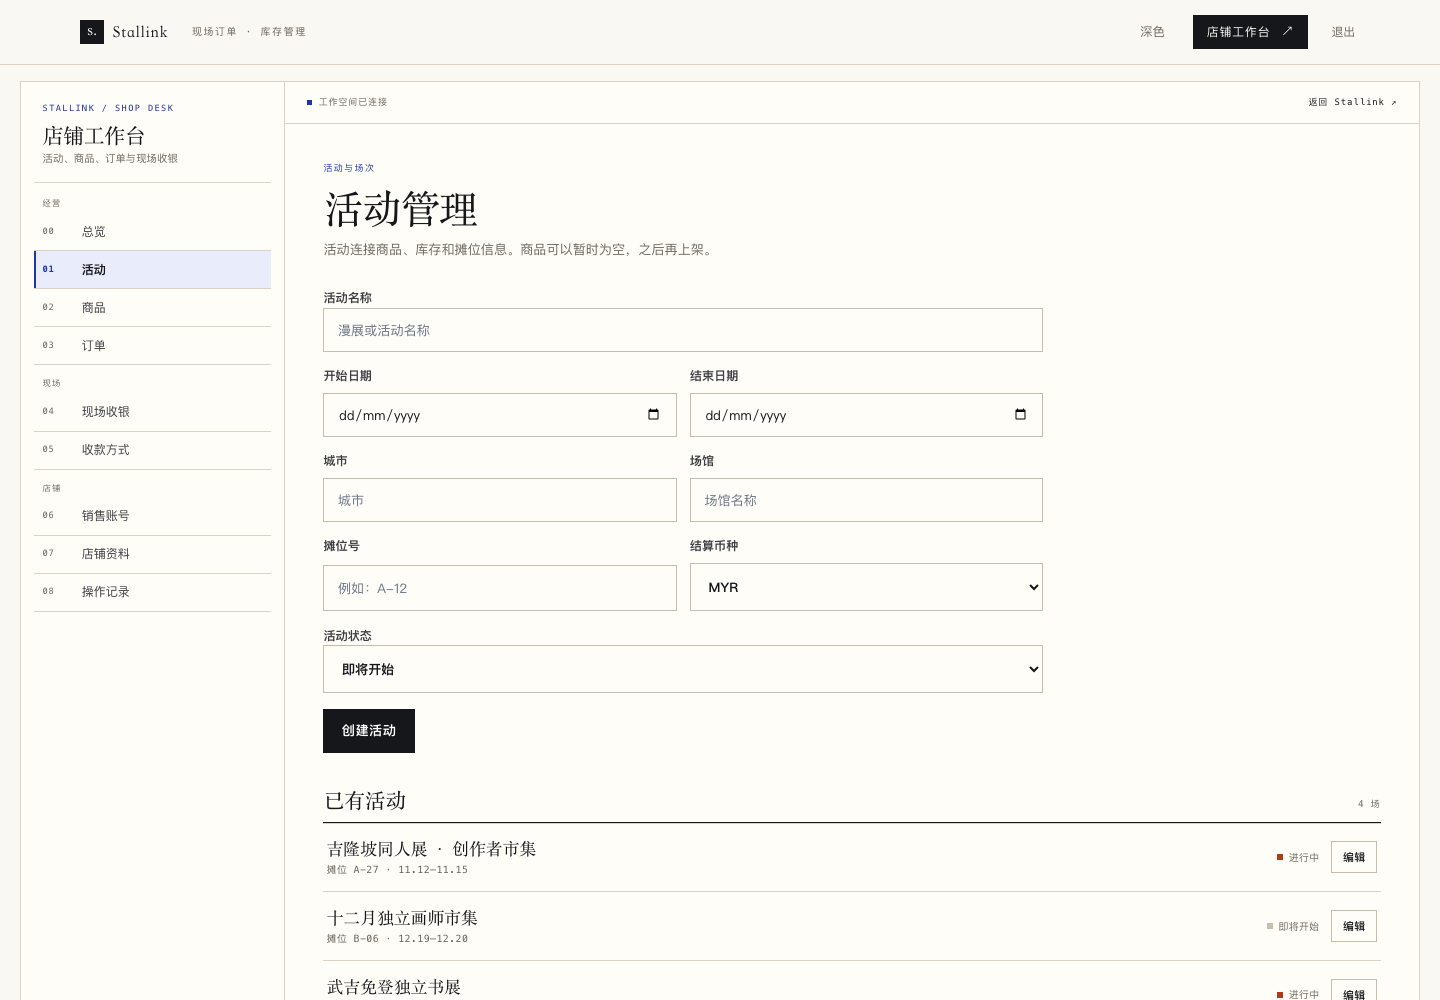 S. Stallink 现场订单 · 库存管理 深色 店铺工作台 ↗ 退出
STALLINK / SHOP DESK
店铺工作台
活动、商品、订单与现场收银
经营
00 总览
01 活动
02 商品
03 订单
现场
04 现场收银
05 收款方式
店铺
06 销售账号
07 店铺资料
08 操作记录
工作空间已连接 返回 Stallink ↗
活动与场次
活动管理
活动连接商品、库存和摊位信息。商品可以暂时为空，之后再上架。
活动名称
漫展或活动名称
开始日期 结束日期
dd/mm/yyyy dd/mm/yyyy
城市 场馆
城市 场馆名称
摊位号 结算币种
例如：A-12 MYR
活动状态
即将开始
创建活动
已有活动 4 场
吉隆坡同人展 · 创作者市集
摊位 A-27 · 11.12—11.15
进行中 编辑
十二月独立画师市集
摊位 B-06 · 12.19—12.20
即将开始 编辑
武吉免登独立书展
进行中 编辑